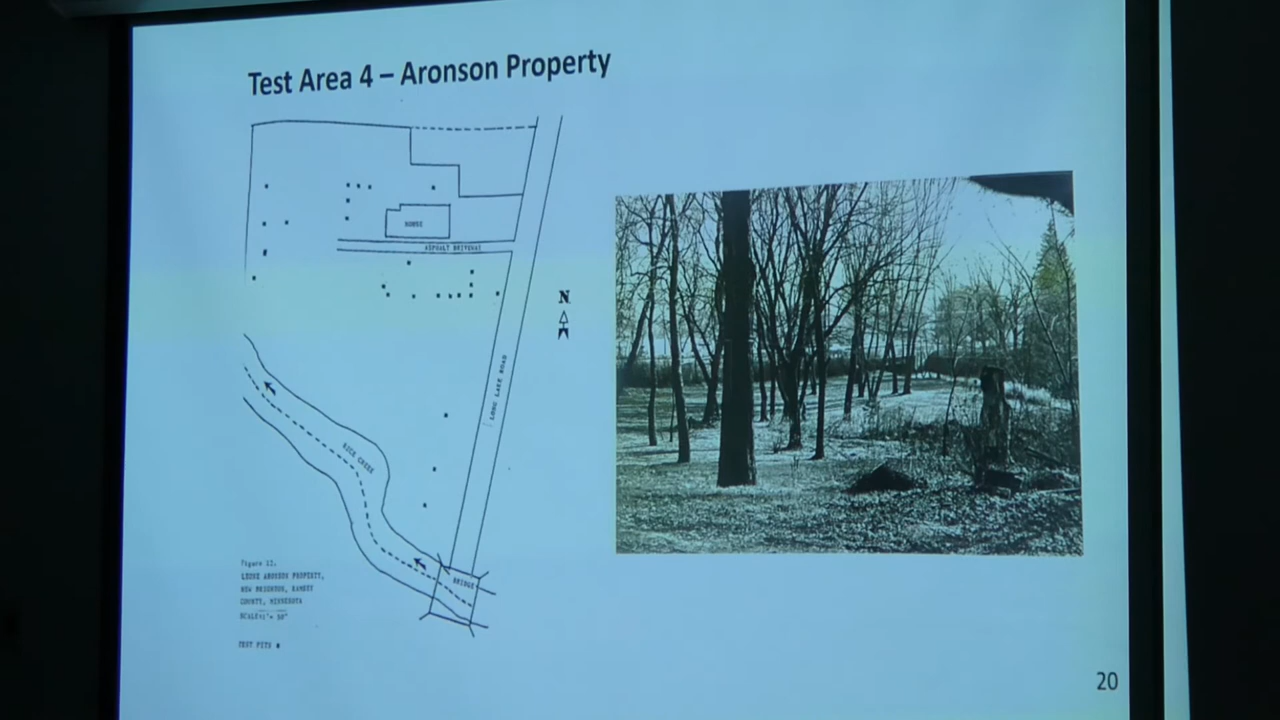 Test Area 4 – Aronson Property
HOUSE
ASPHALT DRIVEWAY
N
LONG LAKE ROAD
RICE CREEK
BRIDGE
Figure 12.
ARONSON PROPERTY,
NEW BRIGHTON, RAMSEY
COUNTY, MINNESOTA
TEST PITS
20